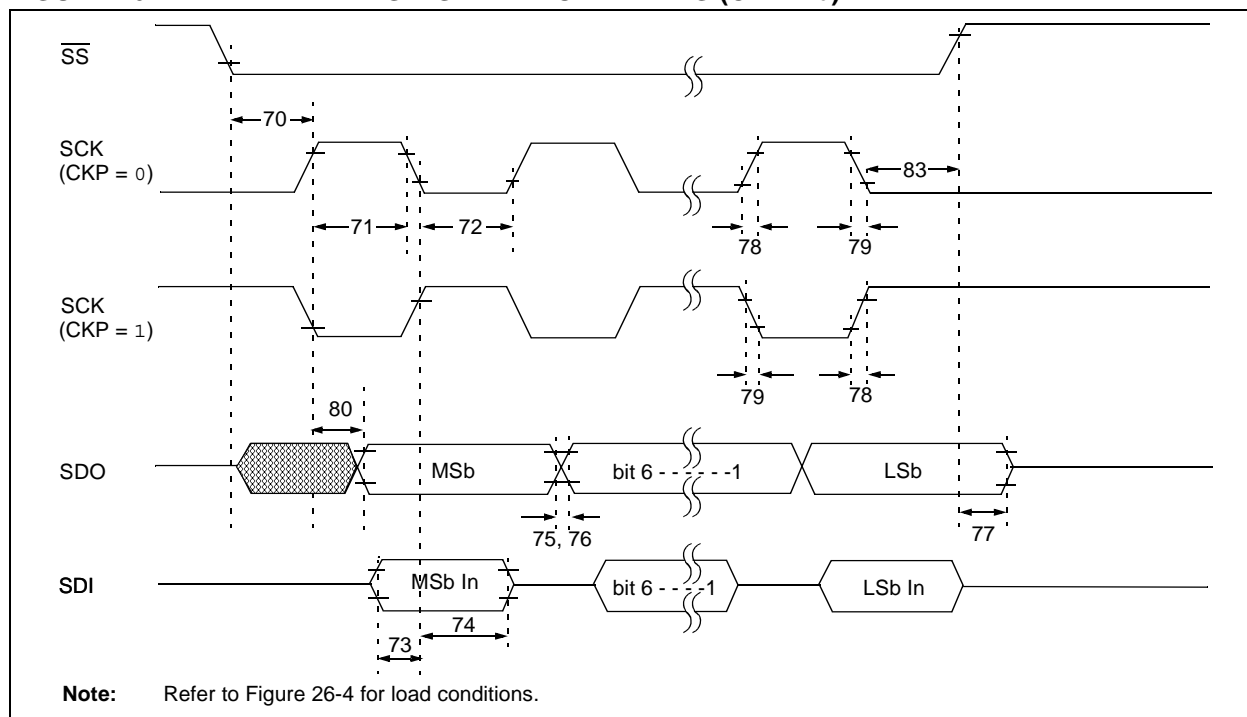 SS
70
SCK
(CKP = 0)
83
71
72
78
79
SCK
(CKP = 1)
79
78
80
SDO
MSb
bit 6 - - - - - -1
LSb
75, 76
77
SDI
MSb In
bit 6 - - - -1
LSb In
74
73
Note: Refer to Figure 26-4 for load conditions.